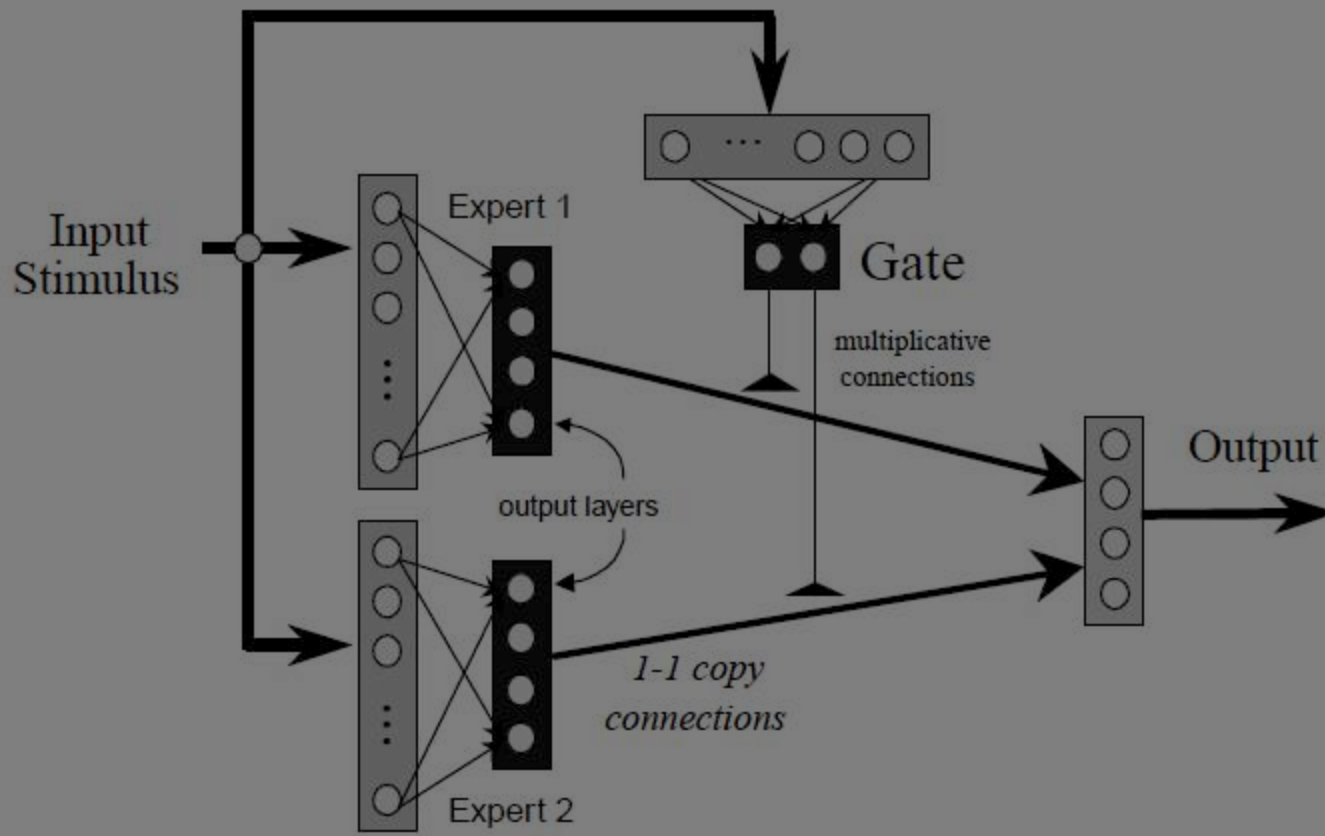 Input
Stimulus
Expert 1
Gate
multiplicative
connections
Output
output layers
1-1 copy
connections
Expert 2